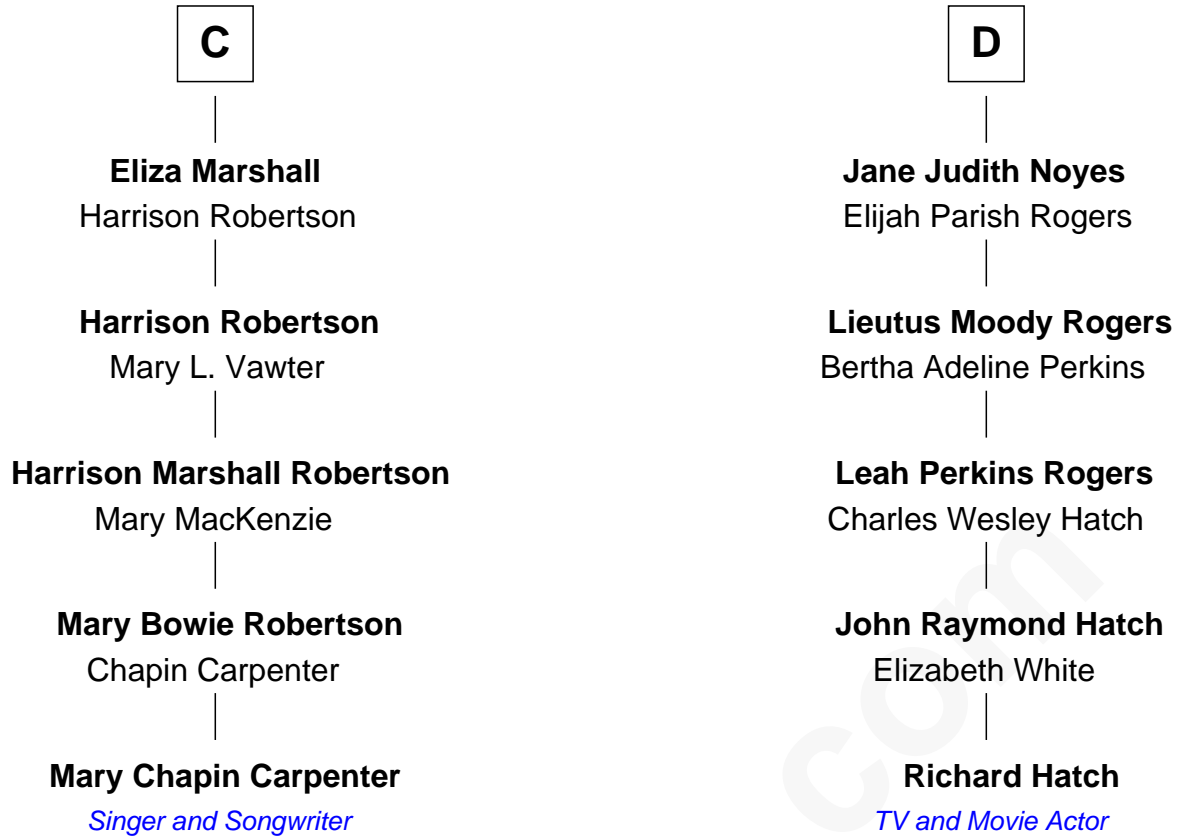 C
Eliza Marshall
Harrison Robertson
Harrison Robertson
Mary L. Vawter
Harrison Marshall Robertson
Mary MacKenzie
Mary Bowie Robertson
Chapin Carpenter
Mary Chapin Carpenter
Singer and Songwriter
D
Jane Judith Noyes
Elijah Parish Rogers
Lieutus Moody Rogers
Bertha Adeline Perkins
Leah Perkins Rogers
Charles Wesley Hatch
John Raymond Hatch
Elizabeth White
Richard Hatch
TV and Movie Actor
com